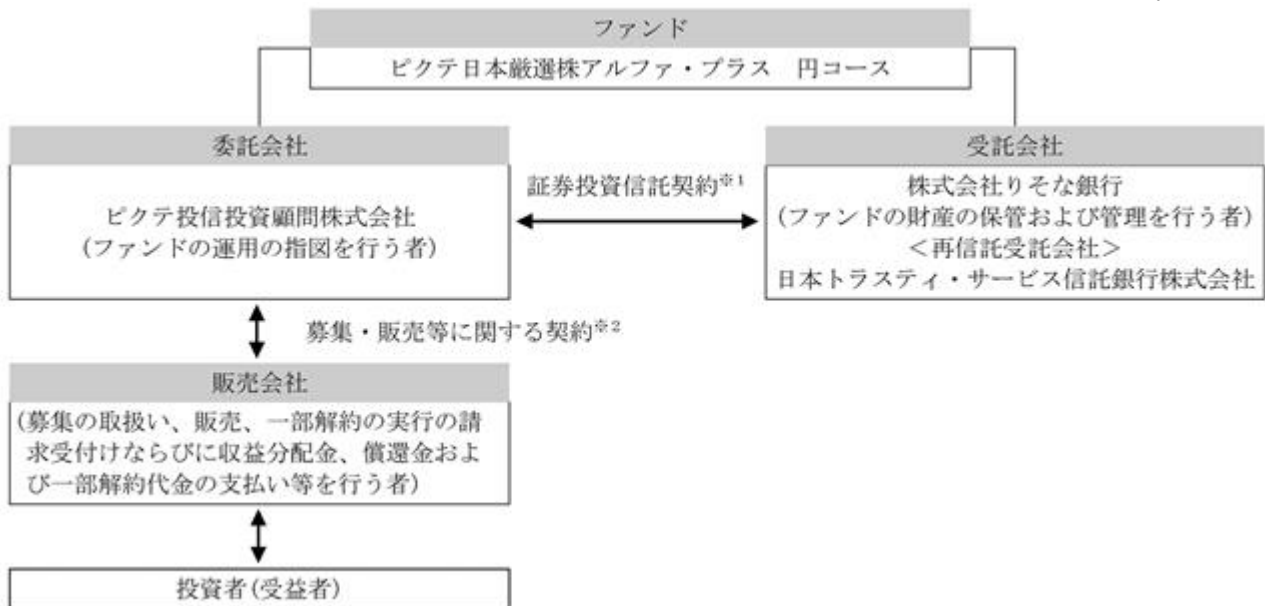 ファンド
ピクテ日本厳選株アルファ・プラス　円コース
委託会社
ピクテ投信投資顧問株式会社
(ファンドの運用の指図を行う者)
証券投資信託契約※1
受託会社
株式会社りそな銀行
(ファンドの財産の保管および管理を行う者)
＜再信託受託会社＞
日本トラスティ・サービス信託銀行株式会社
募集・販売等に関する契約※2
販売会社
(募集の取扱い、販売、一部解約の実行の請
求受付けならびに収益分配金、償還金およ
び一部解約代金の支払い等を行う者)
投資者(受益者)